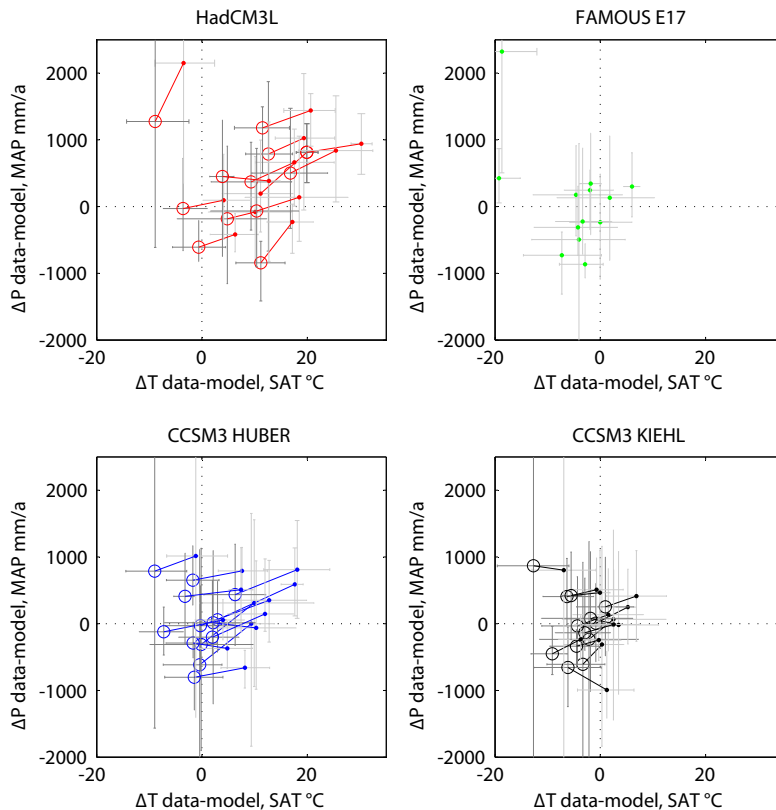 HadCM3L
FAMOUS E17
2000
1000
0
-1000
-2000
-20
0
20
ΔP data-model, MAP mm/a
ΔT data-model, SAT °C
2000
1000
0
-1000
-2000
-20
0
20
ΔP data-model, MAP mm/a
ΔT data-model, SAT °C
CCSM3 HUBER
CCSM3 KIEHL
2000
1000
0
-1000
-2000
-20
0
20
ΔP data-model, MAP mm/a
ΔT data-model, SAT °C
2000
1000
0
-1000
-2000
-20
0
20
ΔP data-model, MAP mm/a
ΔT data-model, SAT °C